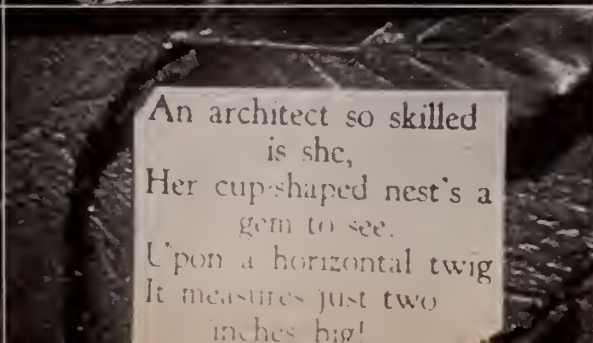 An architect so skilled
is she,
Her cup-shaped nest's a
gem to see.
Upon a horizontal twig
It measures just two
inches big!